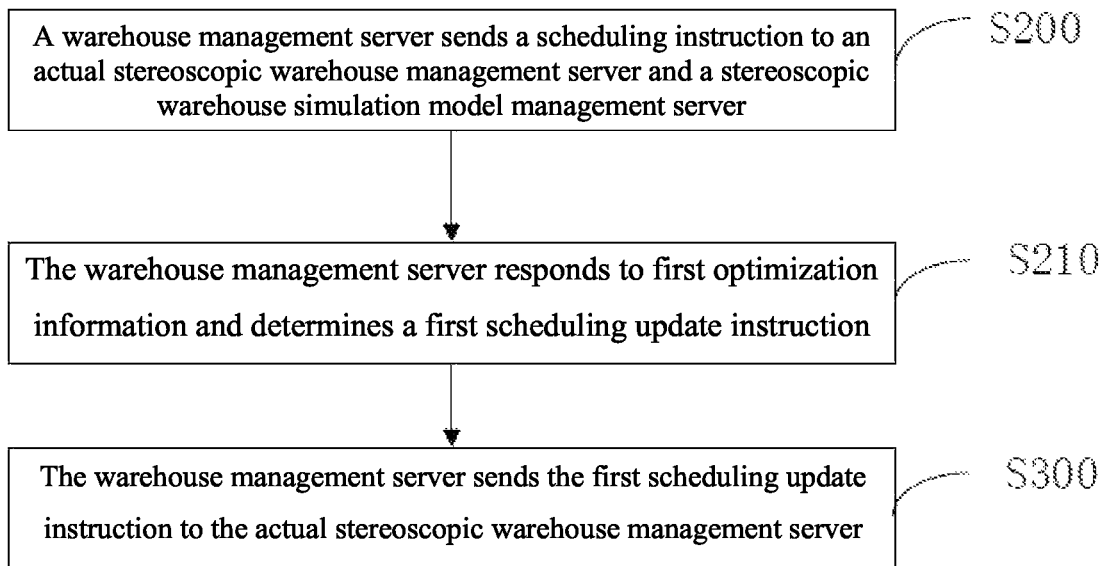 A warehouse management server sends a scheduling instruction to an
actual stereoscopic warehouse management server and a stereoscopic
warehouse simulation model management server
S200
The warehouse management server responds to first optimization
information and determines a first scheduling update instruction
S210
The warehouse management server sends the first scheduling update
instruction to the actual stereoscopic warehouse management server
S300